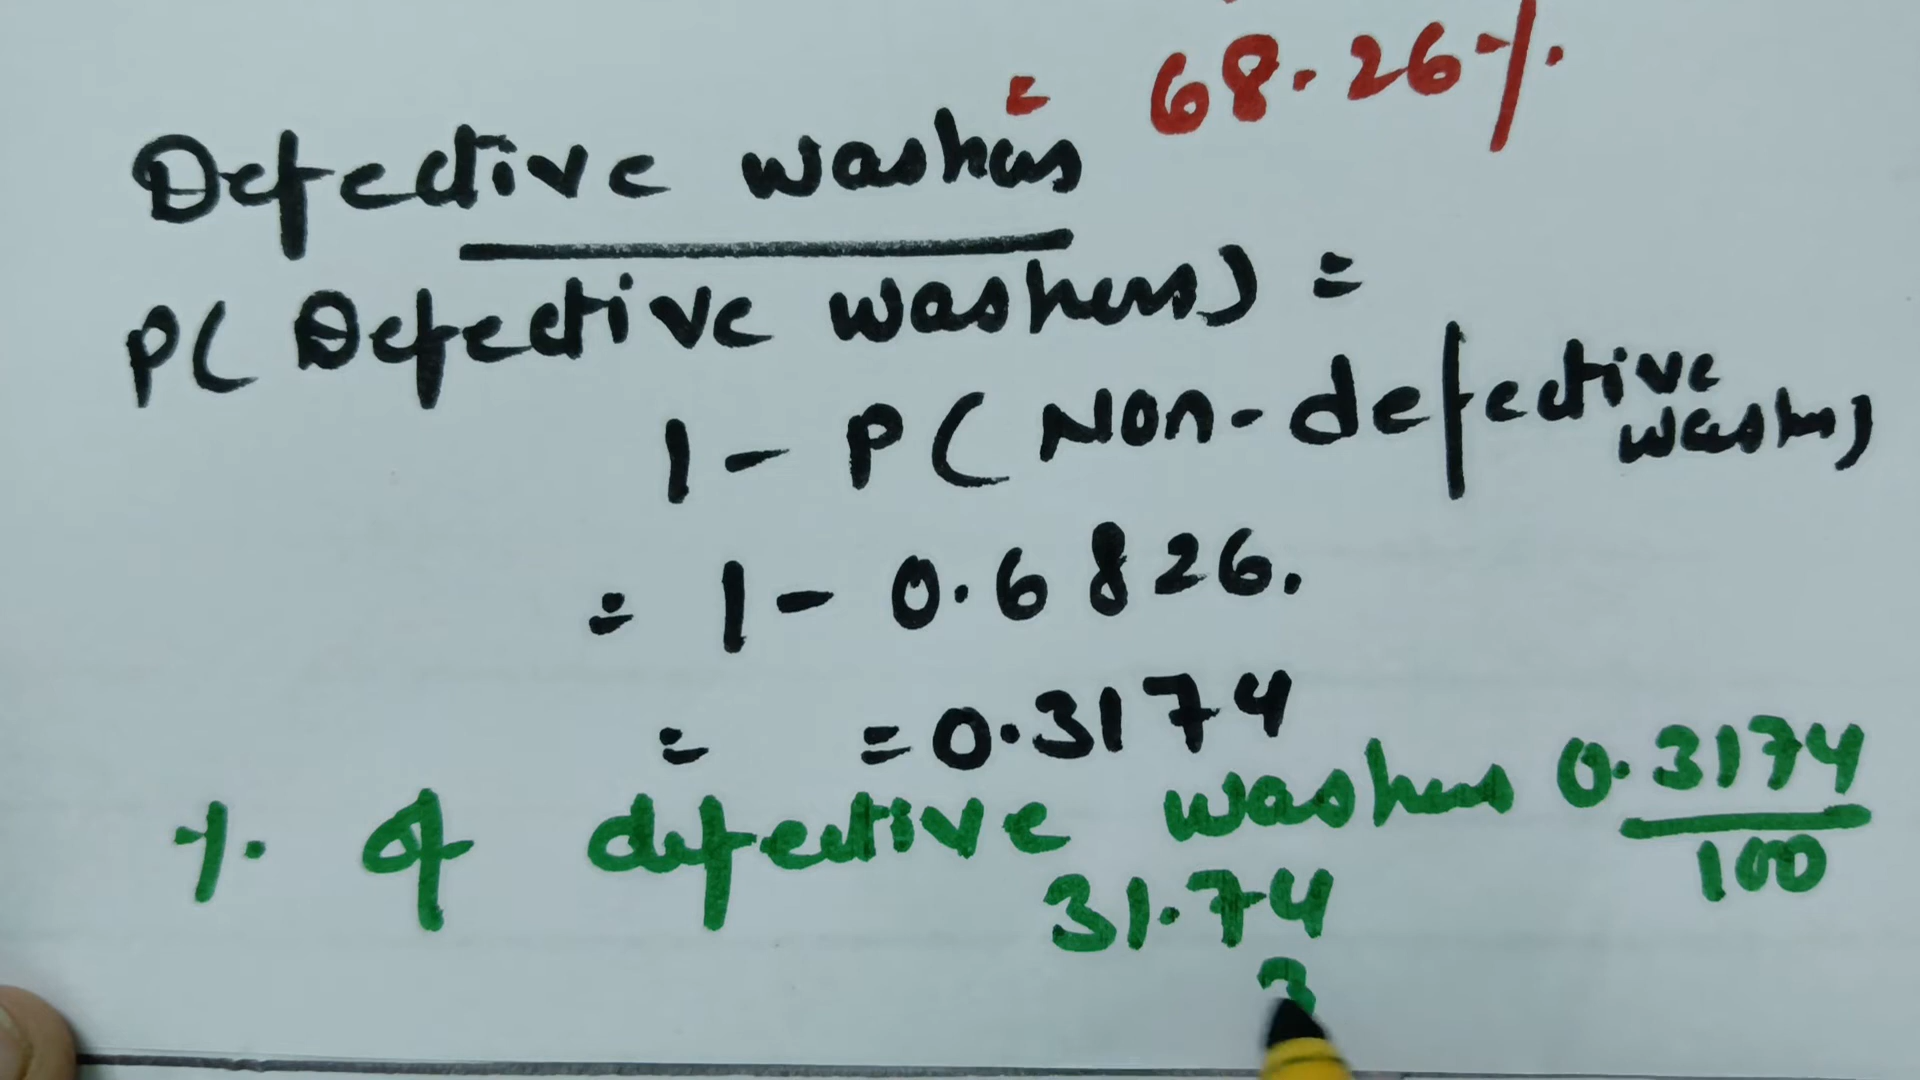 = 68.26%
Defective washers
P( Defective washers) =
1 - P( Non-defective washers)
= 1 - 0.6826.
= = 0.3174
% of defective washers 0.3174
100
31.74
3